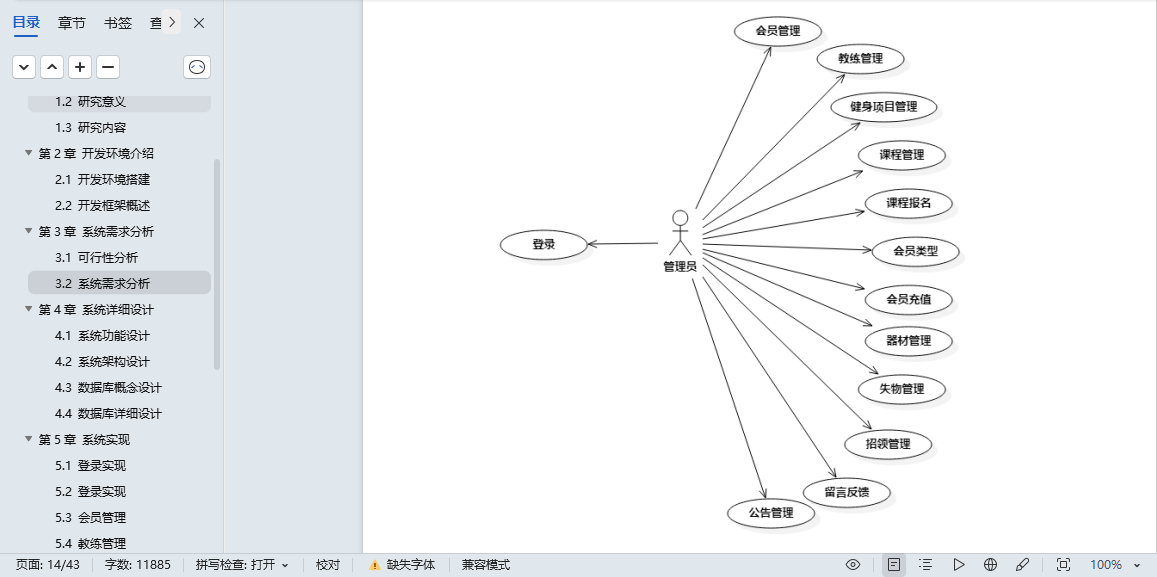 目录 章节 书签 查
1.2 研究意义
1.3 研究内容
第 2 章 开发环境介绍
2.1 开发环境搭建
2.2 开发框架概述
第 3 章 系统需求分析
3.1 可行性分析
3.2 系统需求分析
第 4 章 系统详细设计
4.1 系统功能设计
4.2 系统架构设计
4.3 数据库概念设计
4.4 数据库详细设计
第 5 章 系统实现
5.1 登录实现
5.2 登录实现
5.3 会员管理
5.4 教练管理
会员管理
教练管理
健身项目管理
课程管理
课程报名
登录
管理员
会员类型
会员充值
器材管理
失物管理
招领管理
留言反馈
公告管理
页面: 14/43 字数: 11885 拼写检查: 打开 校对 缺失字体 兼容模式 100%